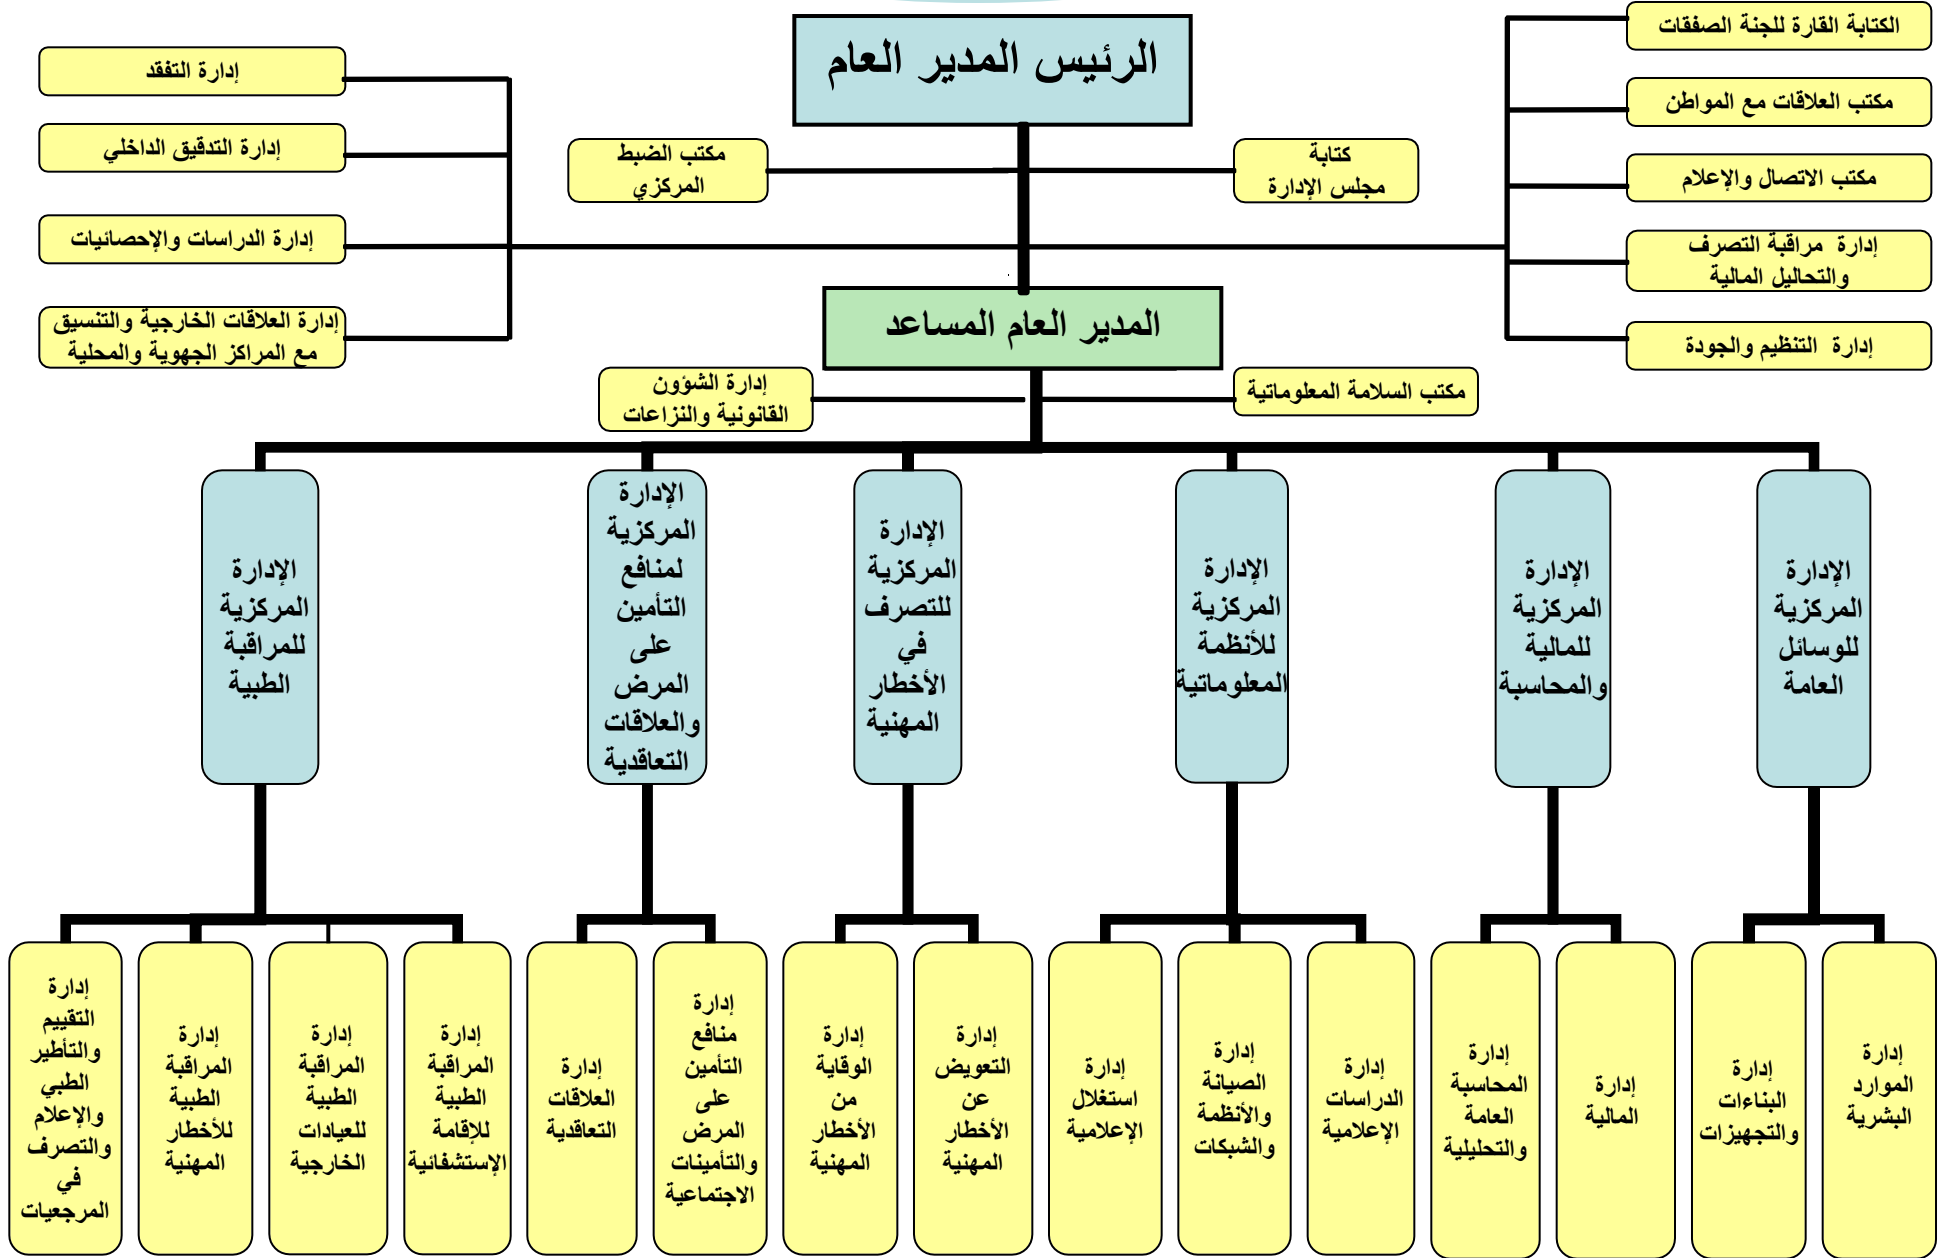 الرئيس المدير العام
الكتابة القارة للجنة الصفقات
مكتب العلاقات مع المواطن
مكتب الاتصال والإعلام
إدارة مراقبة التصرف
والتحاليل المالية
إدارة التنظيم والجودة
كتابة
مجلس الإدارة
مكتب الضبط
المركزي
إدارة التفقد
إدارة التدقيق الداخلي
إدارة الدراسات والإحصائيات
إدارة العلاقات الخارجية والتنسيق
مع المراكز الجهوية والمحلية
المدير العام المساعد
مكتب السلامة المعلوماتية
إدارة الشؤون
القانونية والنزاعات
الإدارة
المركزية
للوسائل
العامة
الإدارة
المركزية
للمالية
والمحاسبة
الإدارة
المركزية
للأنظمة
المعلوماتية
الإدارة
المركزية
للتصرف
في
الأخطار
المهنية
الإدارة
المركزية
لمنافع
التأمين
على
المرض
والعلاقات
التعاقدية
الإدارة
المركزية
للمراقبة
الطبية
إدارة
الموارد
البشرية
إدارة
البناءات
والتجهيزات
إدارة
المالية
إدارة
المحاسبة
العامة
والتحليلية
إدارة
الدراسات
الإعلامية
إدارة
الصيانة
والأنظمة
والشبكات
إدارة
استغلال
الإعلامية
إدارة
التعويض
عن
الأخطار
المهنية
إدارة
الوقاية
من
الأخطار
المهنية
إدارة
منافع
التأمين
على
المرض
والتأمينات
الاجتماعية
إدارة
العلاقات
التعاقدية
إدارة
المراقبة
الطبية
للإقامة
الإستشفائية
إدارة
المراقبة
الطبية
للعيادات
الخارجية
إدارة
المراقبة
الطبية
للأخطار
المهنية
إدارة
التقييم
والتأطير
الطبي
والإعلام
والتصرف
في
المرجعيات